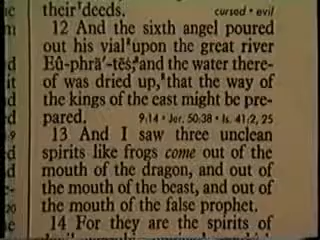 their deeds. cursed • evil
12 And the sixth angel poured
out his vial upon the great river
Eû-phrā′-tēs; and the water there-
of was dried up, that the way of
the kings of the east might be pre-
pared. 9:14 • Jer. 50:38 • Is. 41:2, 25
13 And I saw three unclean
spirits like frogs come out of the
mouth of the dragon, and out of
the mouth of the beast, and out of
the mouth of the false prophet.
14 For they are the spirits of